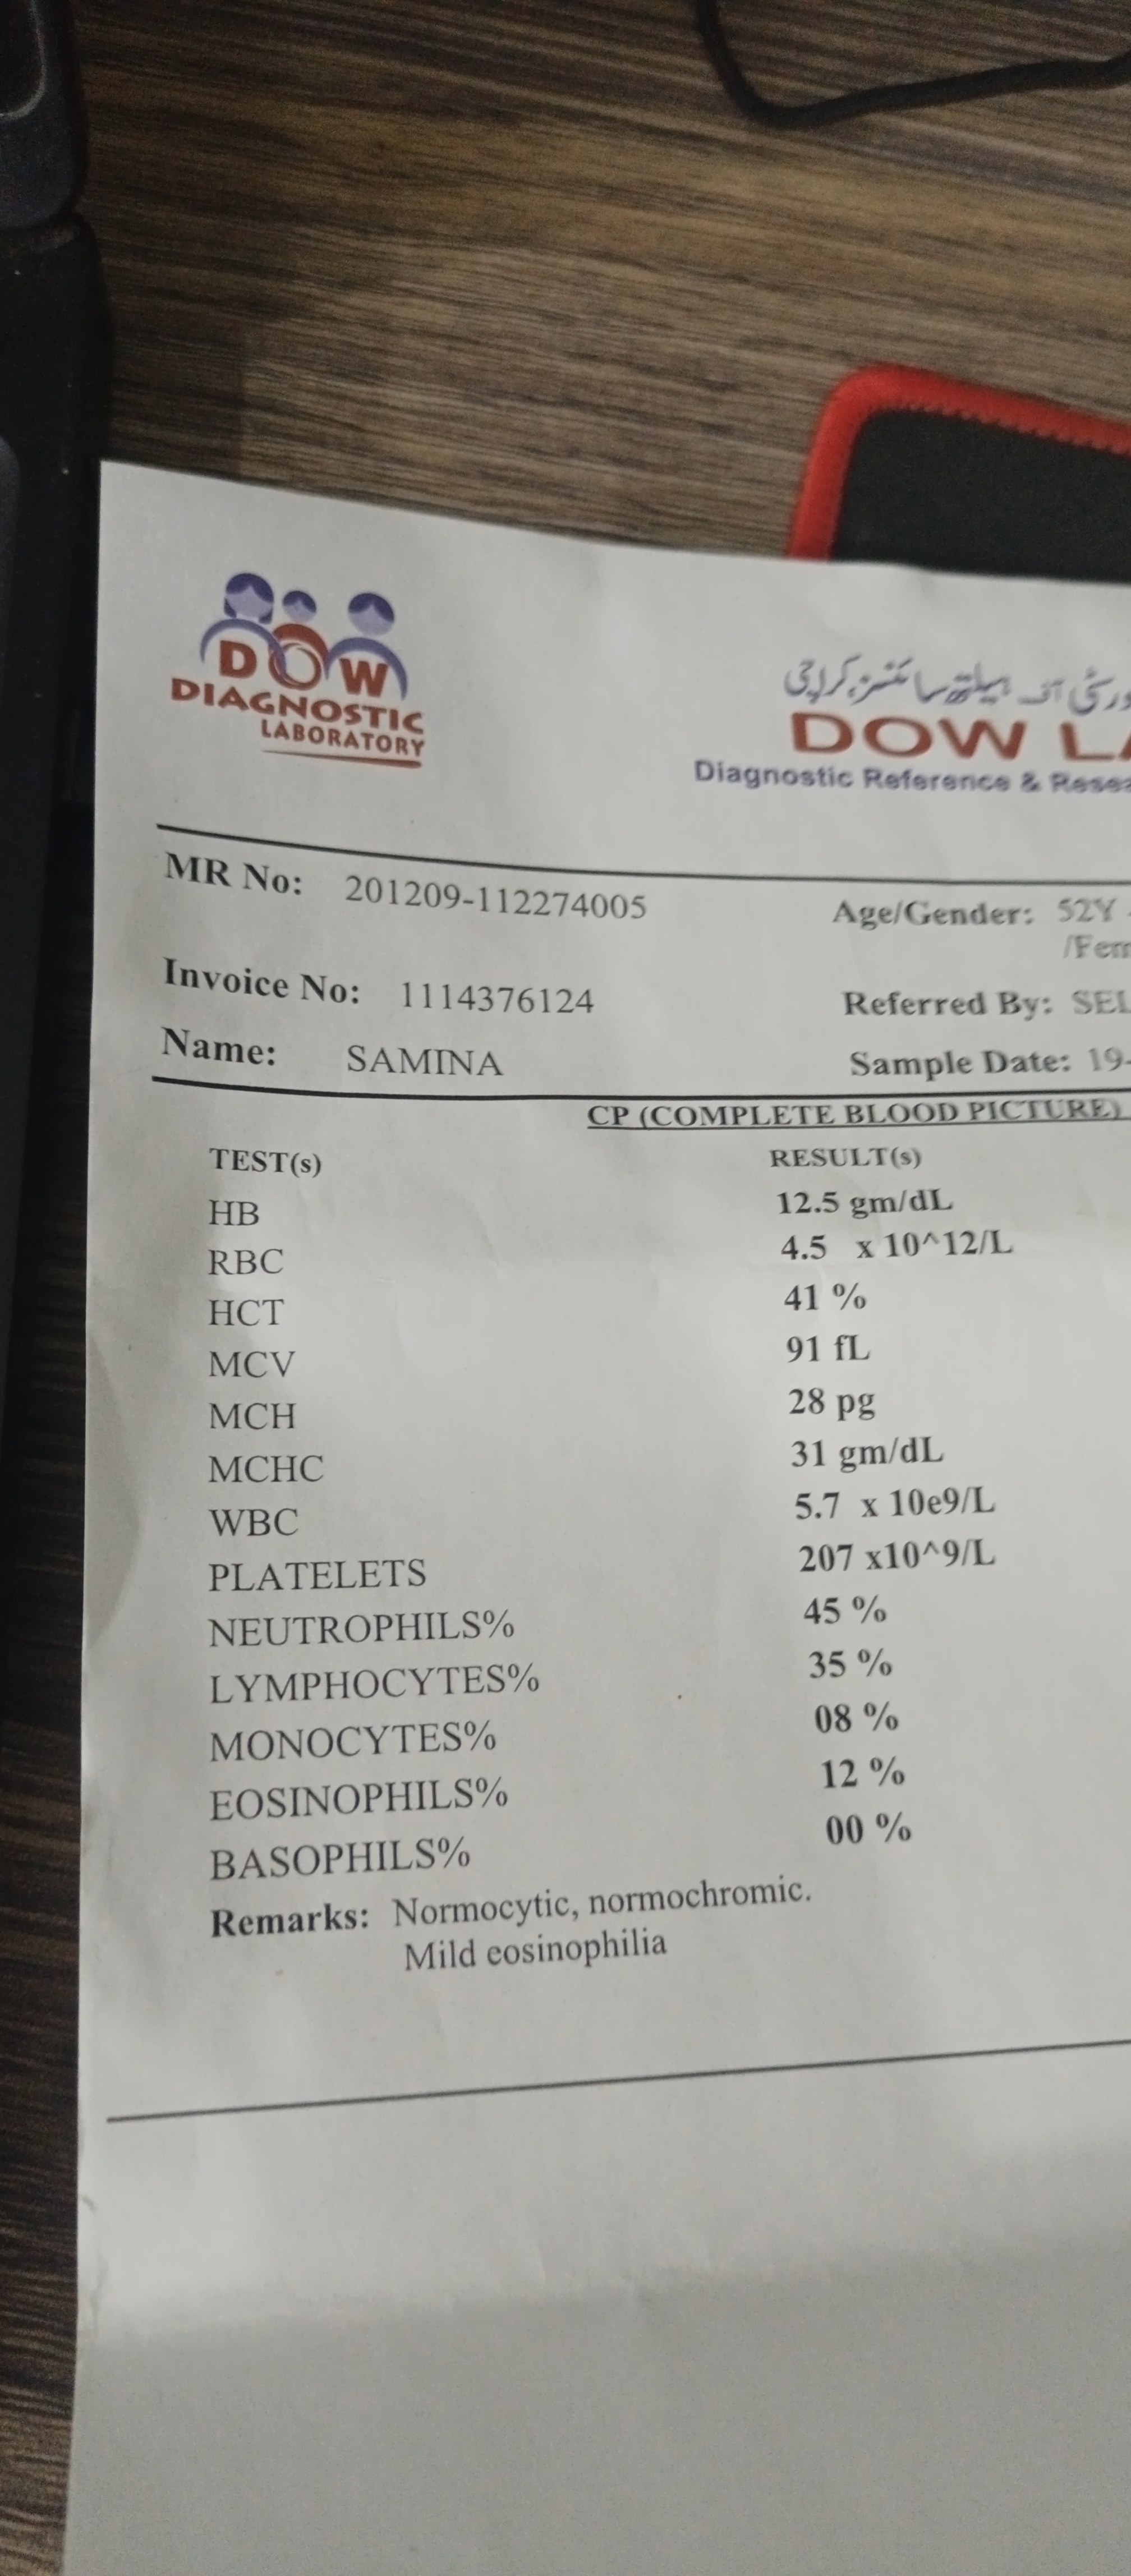 DOW
DIAGNOSTIC
LABORATORY
آف ہیلتھ سائنسز، کراچی
DOW
Diagnostic Reference &
MR No: 201209-112274005
Age/Gender: 52Y
Invoice No: 1114376124
Referred By:
Name: SAMINA
Sample Date: 19-
CP (COMPLETE BLOOD PICTURE)
TEST(s) RESULT(s)
HB 12.5 gm/dL
RBC 4.5 x 10^12/L
HCT 41 %
MCV 91 fL
MCH 28 pg
MCHC 31 gm/dL
WBC 5.7 x 10e9/L
PLATELETS 207 x10^9/L
NEUTROPHILS% 45 %
LYMPHOCYTES% 35 %
MONOCYTES% 08 %
EOSINOPHILS% 12 %
BASOPHILS% 00 %
Remarks: Normocytic, normochromic.
Mild eosinophilia